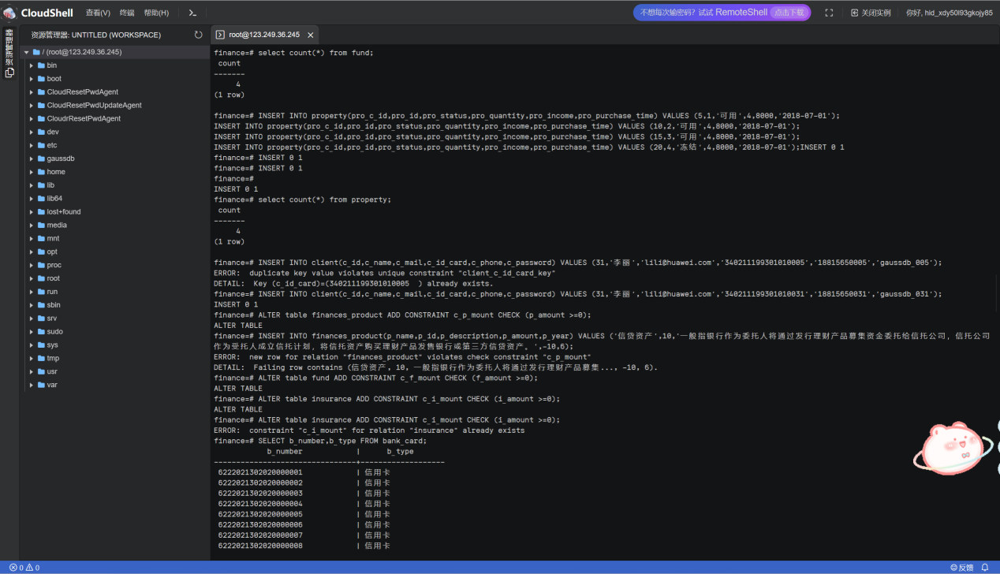 CloudShell 查看(V) 终端 帮助(H) 不想每次输密码？试试 RemoteShell 点击下载 关闭实例 你好, hid_xdy50l93gkojy85
资源管理器
资源管理器: UNTITLED (WORKSPACE)
root@123.249.36.245
/ (root@123.249.36.245)
bin
boot
CloudResetPwdAgent
CloudResetPwdUpdateAgent
CloudrResetPwdAgent
dev
etc
gaussdb
home
lib
lib64
lost+found
media
mnt
opt
proc
root
run
sbin
srv
sudo
sys
tmp
usr
var
finance=# select count(*) from fund;
count
-------
4
(1 row)
finance=# INSERT INTO property(pro_c_id,pro_id,pro_status,pro_quantity,pro_income,pro_purchase_time) VALUES (5,1,'可用',4,8000,'2018-07-01');
INSERT INTO property(pro_c_id,pro_id,pro_status,pro_quantity,pro_income,pro_purchase_time) VALUES (10,2,'可用',4,8000,'2018-07-01');
INSERT INTO property(pro_c_id,pro_id,pro_status,pro_quantity,pro_income,pro_purchase_time) VALUES (15,3,'可用',4,8000,'2018-07-01');
INSERT INTO property(pro_c_id,pro_id,pro_status,pro_quantity,pro_income,pro_purchase_time) VALUES (20,4,'冻结',4,8000,'2018-07-01');INSERT 0 1
finance=# INSERT 0 1
finance=# INSERT 0 1
finance=#
INSERT 0 1
finance=# select count(*) from property;
count
-------
4
(1 row)
finance=# INSERT INTO client(c_id,c_name,c_mail,c_id_card,c_phone,c_password) VALUES (31,'李丽','lili@huawei.com','340211199301010005','18815650005','gaussdb_005');
ERROR:  duplicate key value violates unique constraint "client_c_id_card_key"
DETAIL:  Key (c_id_card)=(340211199301010005  ) already exists.
finance=# INSERT INTO client(c_id,c_name,c_mail,c_id_card,c_phone,c_password) VALUES (31,'李丽','lili@huawei.com','340211199301010031','18815650031','gaussdb_031');
INSERT 0 1
finance=# ALTER table finances_product ADD CONSTRAINT c_p_mount CHECK (p_amount >=0);
ALTER TABLE
finance=# INSERT INTO finances_product(p_name,p_id,p_description,p_amount,p_year) VALUES ('信贷资产',10,'一般指银行作为委托人将通过发行理财产品募集资金委托给信托公司，信托公司
作为受托人成立信托计划，将信托资产购买理财产品发售银行或第三方信贷资产。',-10,6);
ERROR:  new row for relation "finances_product" violates check constraint "c_p_mount"
DETAIL:  Failing row contains (信贷资产, 10, 一般指银行作为委托人将通过发行理财产品募集..., -10, 6).
finance=# ALTER table fund ADD CONSTRAINT c_f_mount CHECK (f_amount >=0);
ALTER TABLE
finance=# ALTER table insurance ADD CONSTRAINT c_i_mount CHECK (i_amount >=0);
ALTER TABLE
finance=# ALTER table insurance ADD CONSTRAINT c_i_mount CHECK (i_amount >=0);
ERROR:  constraint "c_i_mount" for relation "insurance" already exists
finance=# SELECT b_number,b_type FROM bank_card;
b_number | b_type
--------------------------------+-------------------
6222021302020000001 | 信用卡
6222021302020000002 | 信用卡
6222021302020000003 | 信用卡
6222021302020000004 | 信用卡
6222021302020000005 | 信用卡
6222021302020000006 | 信用卡
6222021302020000007 | 信用卡
6222021302020000008 | 信用卡
0 0 反馈